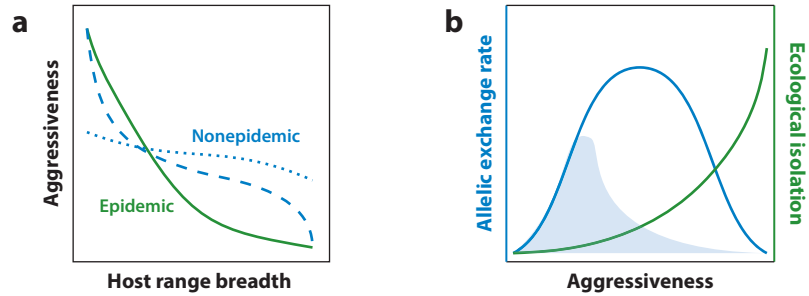 a
Aggressiveness
Nonepidemic
Epidemic
Host range breadth
b
Allelic exchange rate
Ecological isolation
Aggressiveness